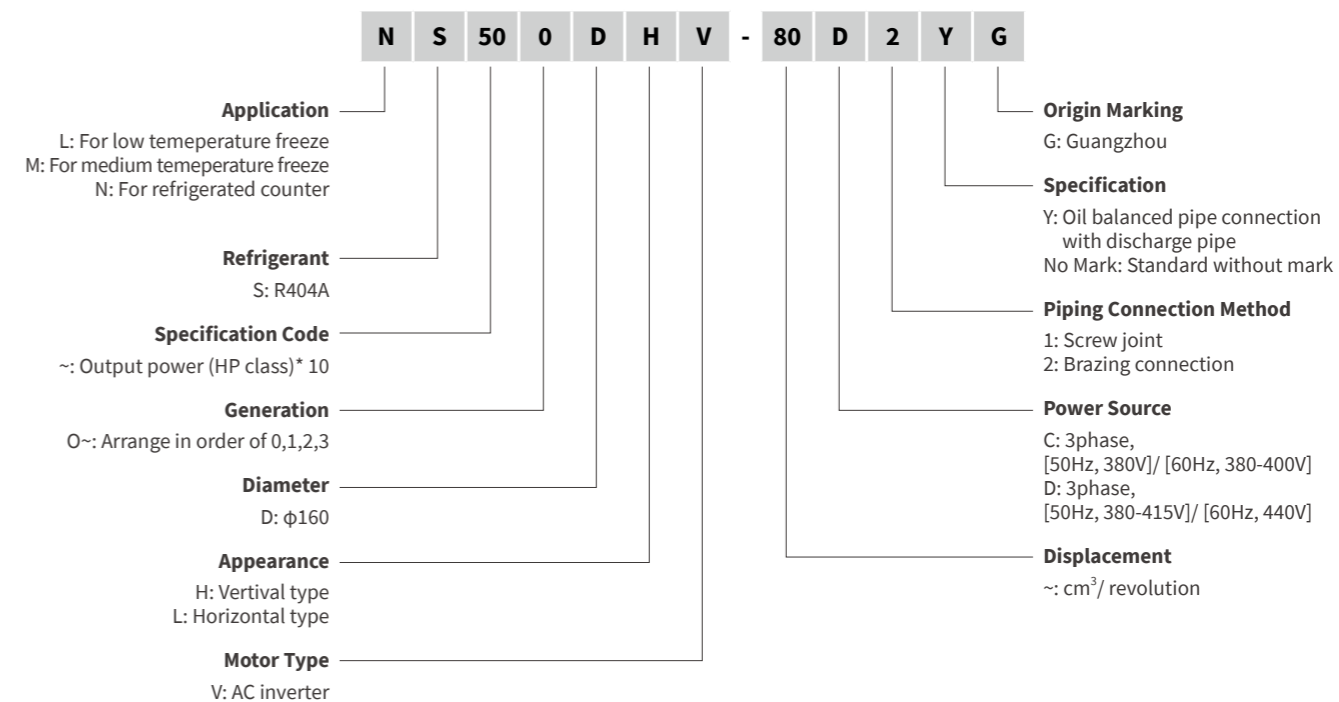 N S 50 0 D H V - 80 D 2 Y G
Application
L: For low temeperature freeze
M: For medium temeperature freeze
N: For refrigerated counter
Refrigerant
S: R404A
Specification Code
~: Output power (HP class)* 10
Generation
O~: Arrange in order of 0,1,2,3
Diameter
D: ф160
Appearance
H: Vertival type
L: Horizontal type
Motor Type
V: AC inverter
Origin Marking
G: Guangzhou
Specification
Y: Oil balanced pipe connection
with discharge pipe
No Mark: Standard without mark
Piping Connection Method
1: Screw joint
2: Brazing connection
Power Source
C: 3phase,
[50Hz, 380V]/ [60Hz, 380-400V]
D: 3phase,
[50Hz, 380-415V]/ [60Hz, 440V]
Displacement
~: cm³/ revolution